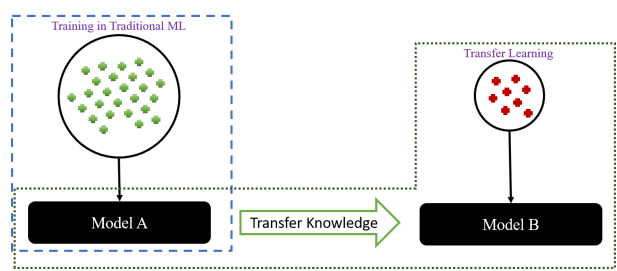 Training in Traditional ML
Transfer Learning
Model A
Transfer Knowledge
Model B